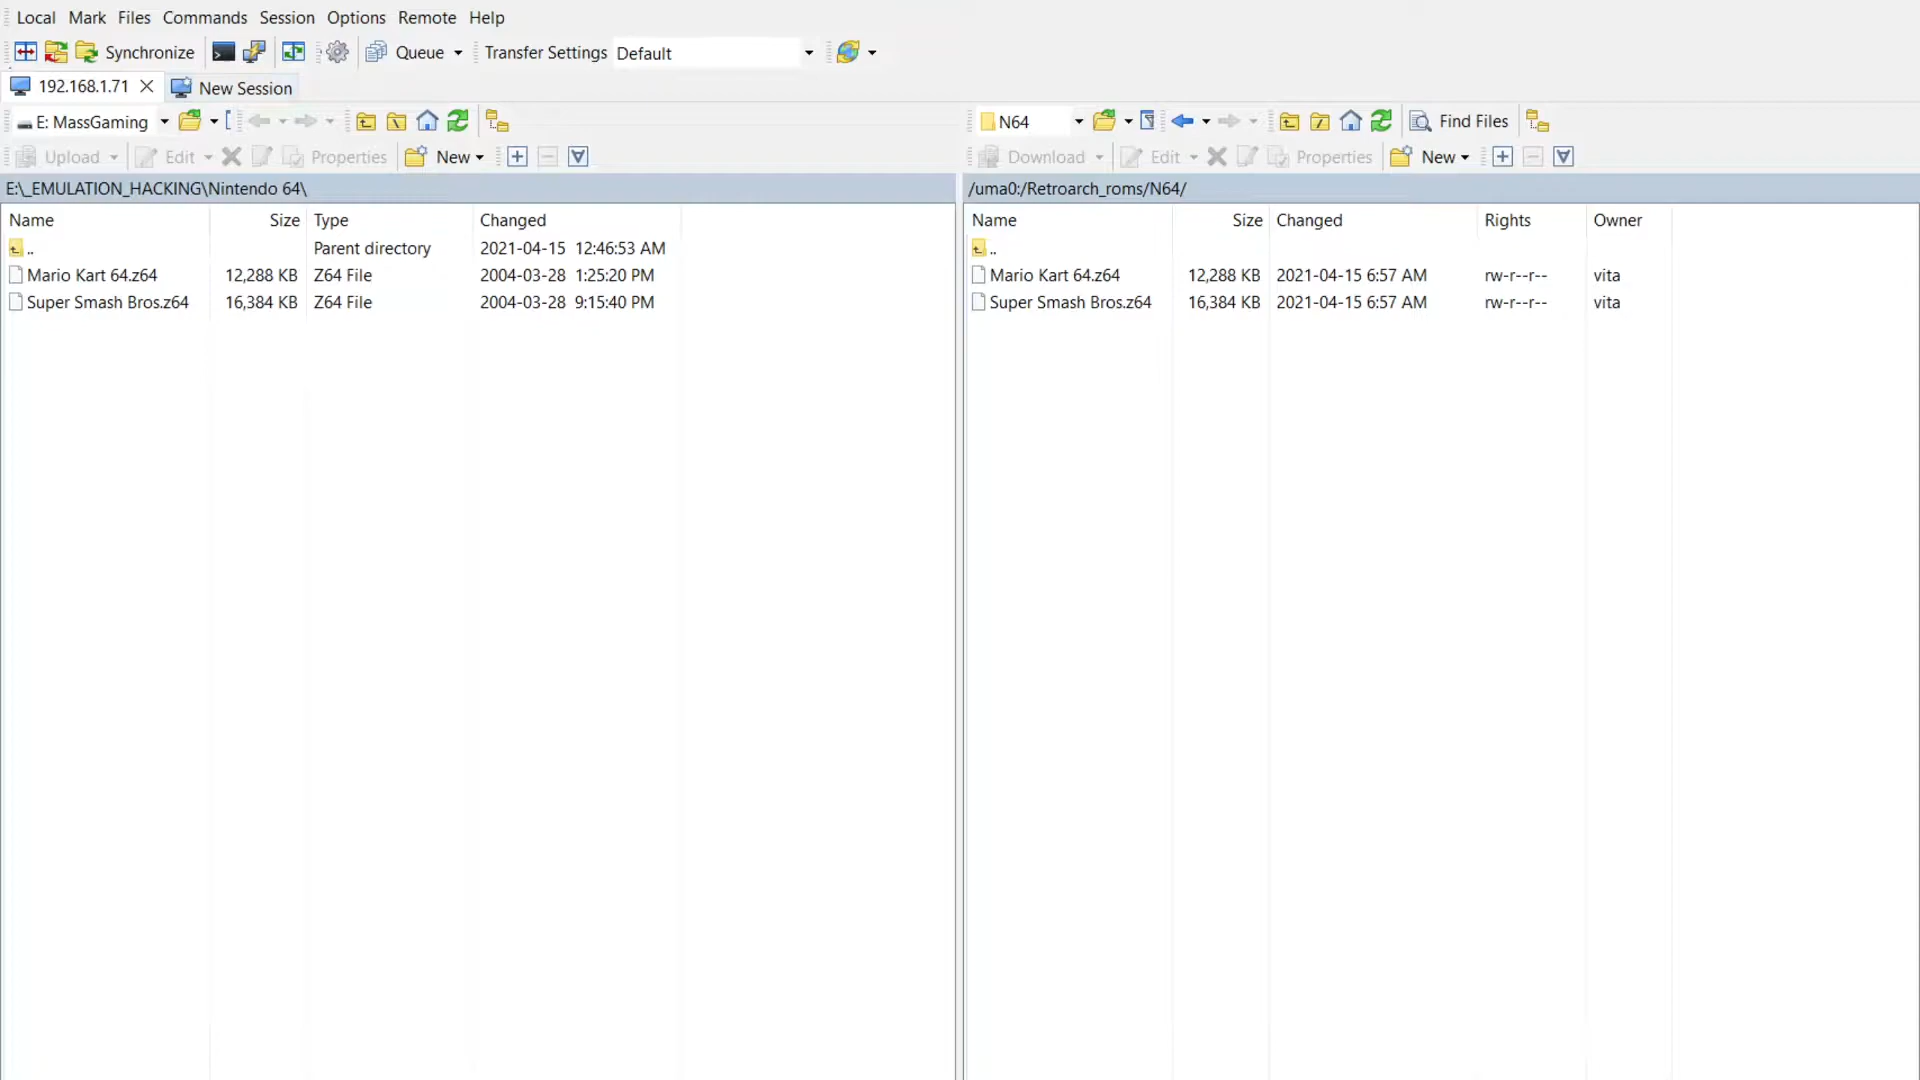 Local Mark Files Commands Session Options Remote Help
Synchronize Queue Transfer Settings Default
192.168.1.71 New Session
E: MassGaming N64 Find Files
Upload Edit Properties New Download Edit Properties New
E:\_EMULATION_HACKING\Nintendo 64\ /uma0:/Retroarch_roms/N64/
Name Size Type Changed Name Size Changed Rights Owner
.. Parent directory 2021-04-15 12:46:53 AM ..
Mario Kart 64.z64 12,288 KB Z64 File 2004-03-28 1:25:20 PM Mario Kart 64.z64 12,288 KB 2021-04-15 6:57 AM rw-r--r-- vita
Super Smash Bros.z64 16,384 KB Z64 File 2004-03-28 9:15:40 PM Super Smash Bros.z64 16,384 KB 2021-04-15 6:57 AM rw-r--r-- vita